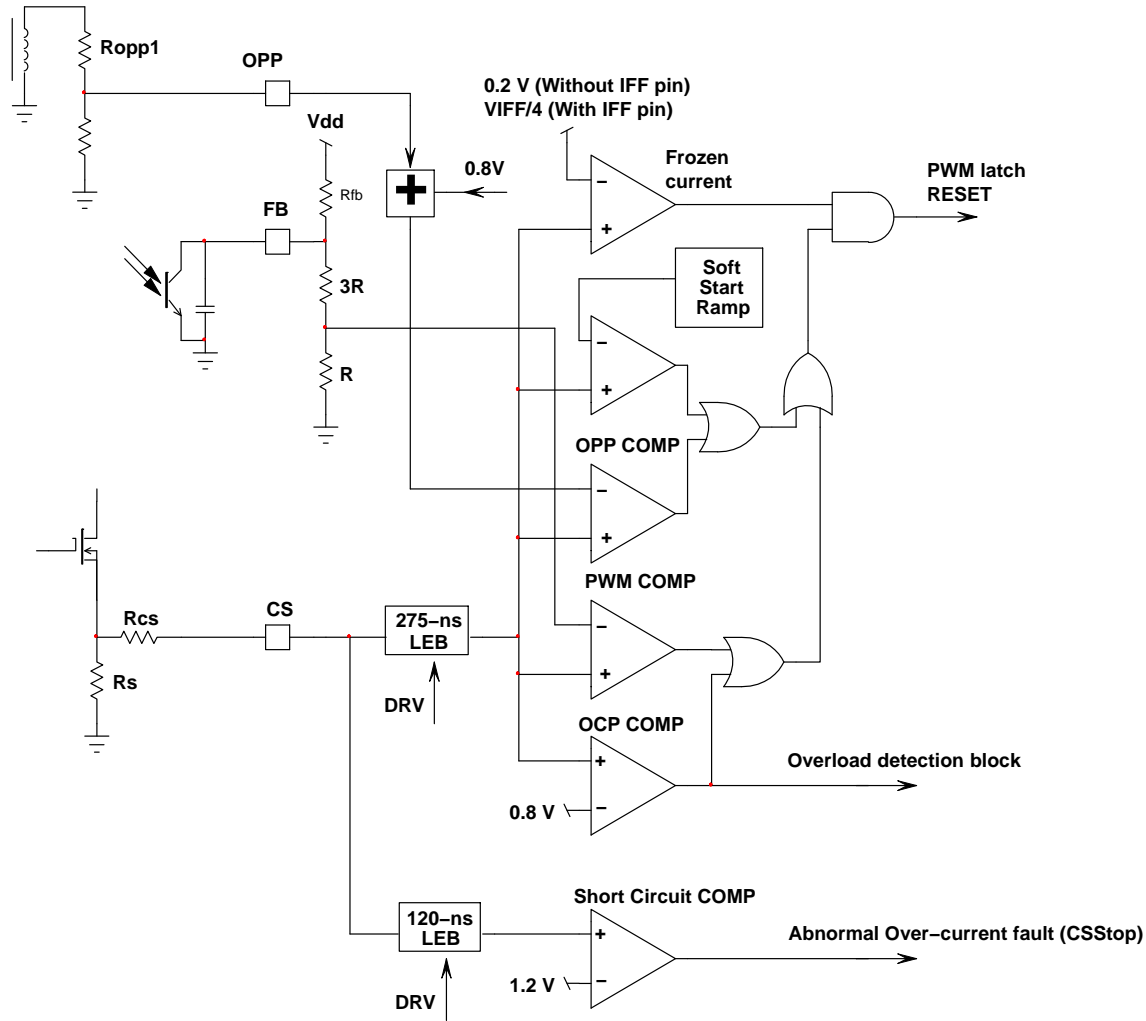 Ropp1
OPP
0.2 V (Without IFF pin)
VIFF/4 (With IFF pin)
Vdd
Frozen
current
PWM latch
RESET
0.8V
+
Rfb
FB
−
+
Soft
Start
Ramp
3R
−
R
+
OPP COMP
−
+
PWM COMP
Rcs
CS
275−ns
LEB
−
Rs
+
DRV
OCP COMP
+
Overload detection block
0.8 V
−
Short Circuit COMP
120−ns
LEB
+
Abnormal Over−current fault (CSStop)
1.2 V
−
DRV